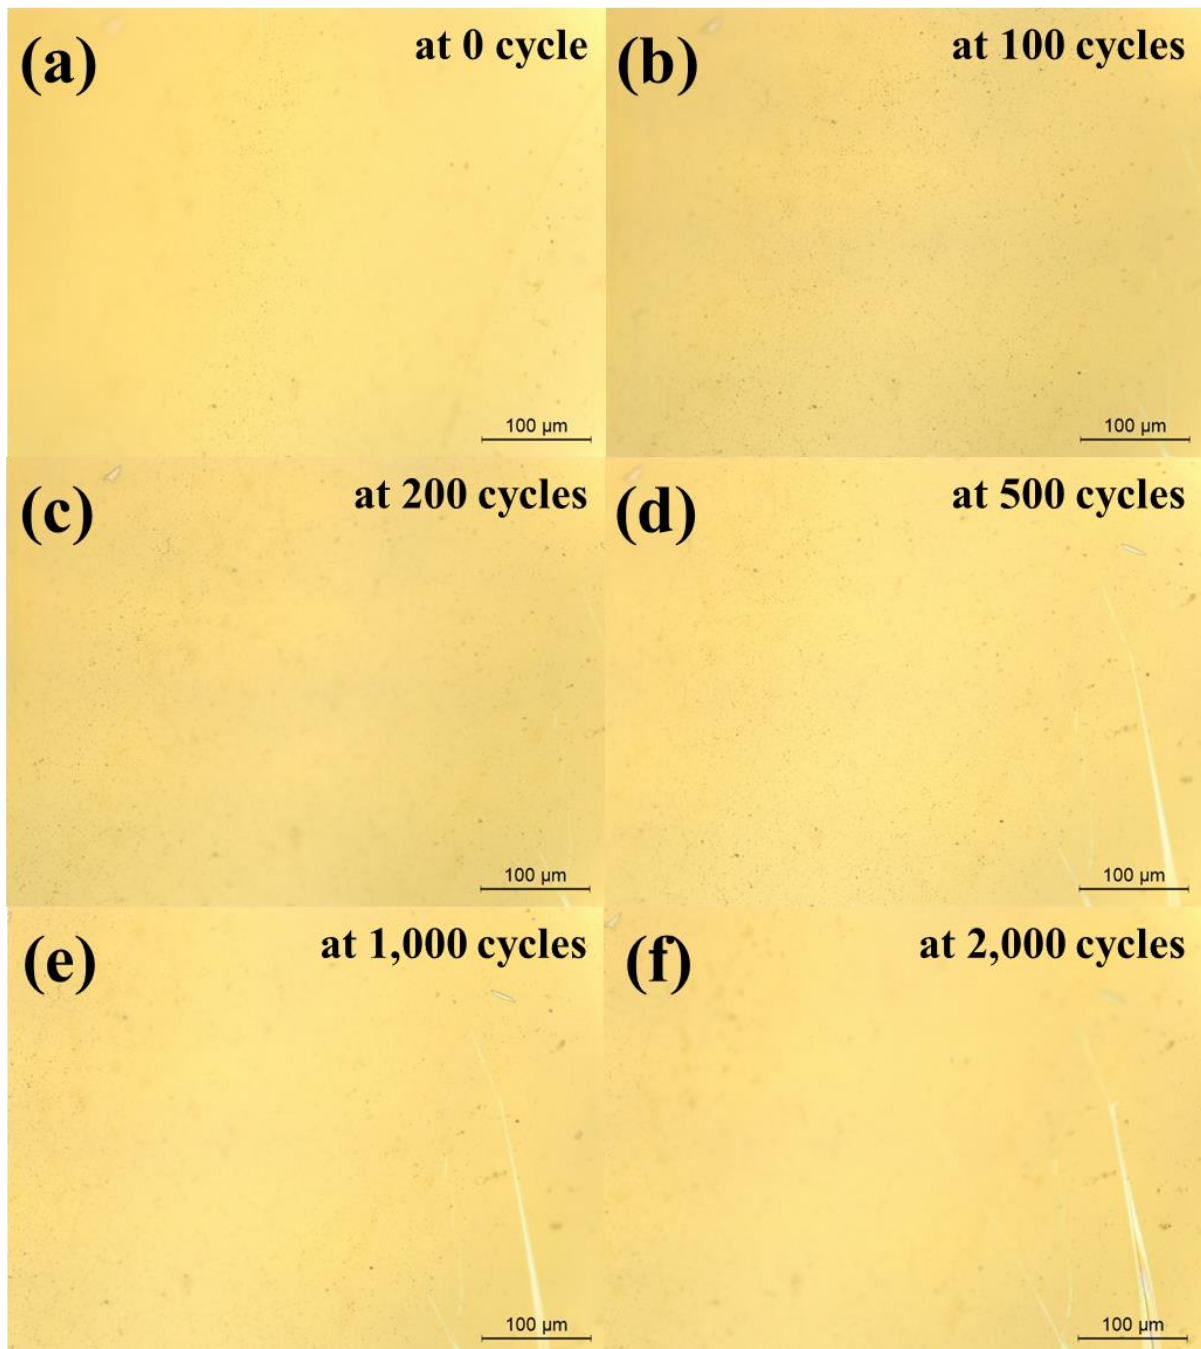 (a) at 0 cycle
100 µm
(b) at 100 cycles
100 µm
(c) at 200 cycles
100 µm
(d) at 500 cycles
100 µm
(e) at 1,000 cycles
100 µm
(f) at 2,000 cycles
100 µm